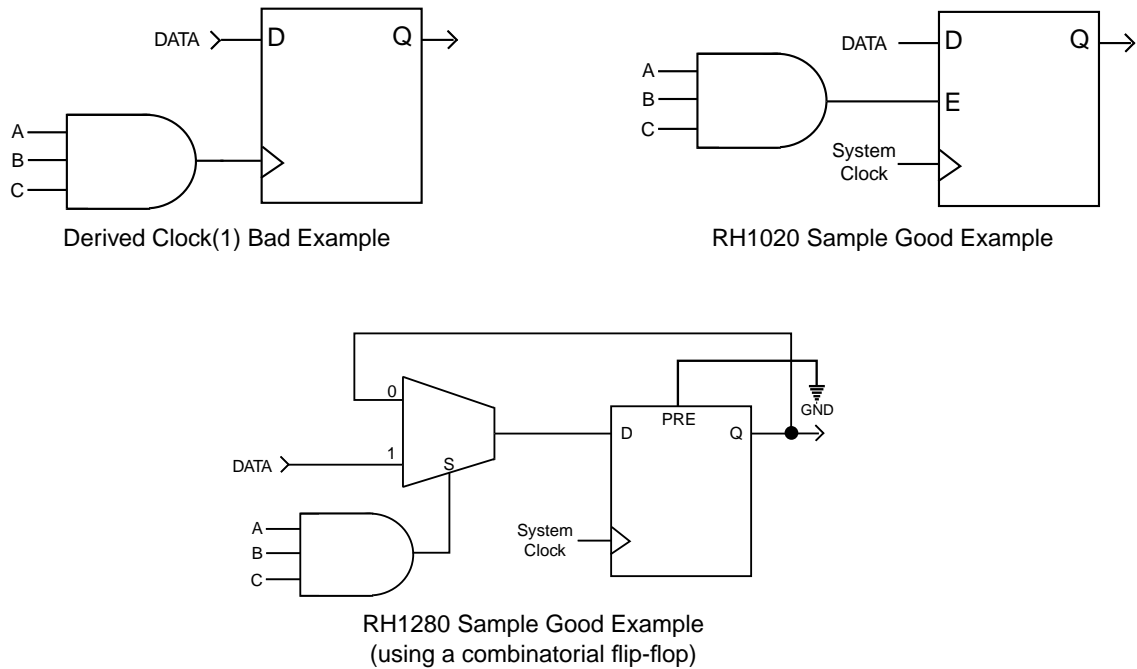 DATA
D
Q
A
B
C
Derived Clock(1) Bad Example
DATA
D
Q
A
B
C
E
System
Clock
RH1020 Sample Good Example
0
1
S
DATA
A
B
C
PRE
GND
D
Q
System
Clock
RH1280 Sample Good Example
(using a combinatorial flip-flop)